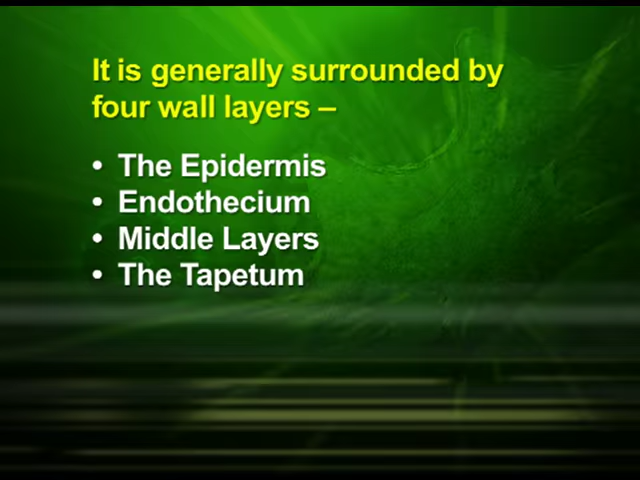 It is generally surrounded by
four wall layers –
• The Epidermis
• Endothecium
• Middle Layers
• The Tapetum